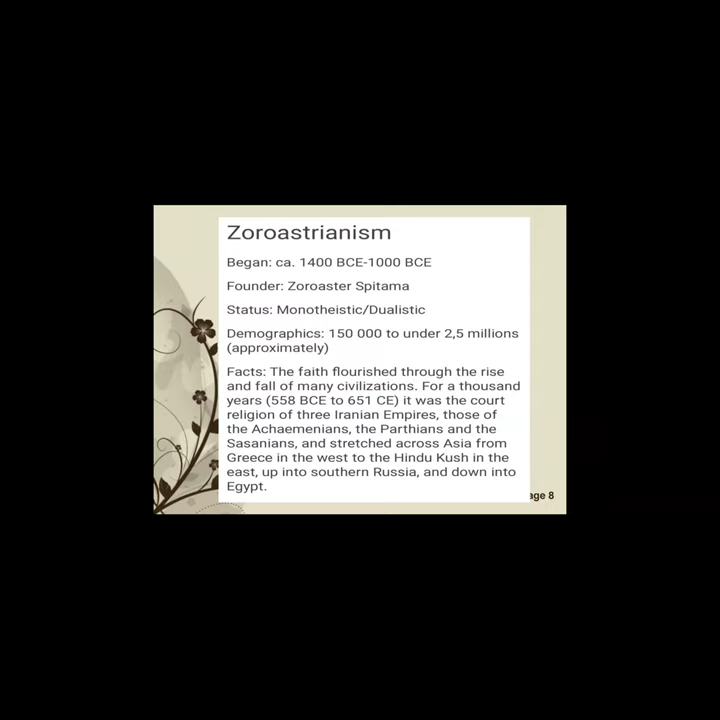 Zoroastrianism
Began: ca. 1400 BCE-1000 BCE
Founder: Zoroaster Spitama
Status: Monotheistic/Dualistic
Demographics: 150 000 to under 2,5 millions
(approximately)
Facts: The faith flourished through the rise
and fall of many civilizations. For a thousand
years (558 BCE to 651 CE) it was the court
religion of three Iranian Empires, those of
the Achaemenians, the Parthians and the
Sasanians, and stretched across Asia from
Greece in the west to the Hindu Kush in the
east, up into southern Russia, and down into
Egypt.
age 8